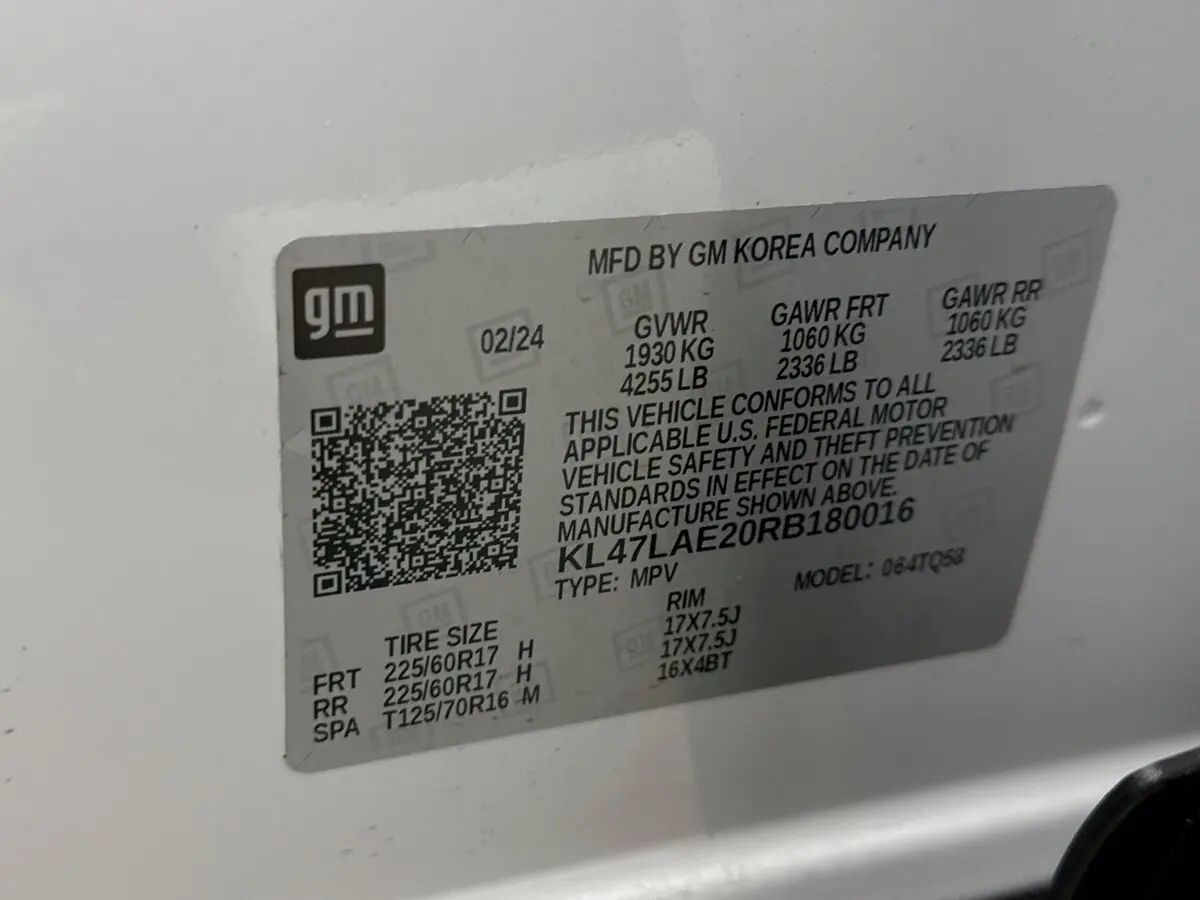 gm
MFD BY GM KOREA COMPANY
02/24
GVWR GAWR FRT GAWR RR
1930 KG 1060 KG 1060 KG
4255 LB 2336 LB 2336 LB
THIS VEHICLE CONFORMS TO ALL
APPLICABLE U.S. FEDERAL MOTOR
VEHICLE SAFETY AND THEFT PREVENTION
STANDARDS IN EFFECT ON THE DATE OF
MANUFACTURE SHOWN ABOVE.
KL47LAE20RB180016
TYPE: MPV MODEL: 064TQ58
TIRE SIZE RIM
FRT 225/60R17 H 17X7.5J
RR 225/60R17 H 17X7.5J
SPA T125/70R16 M 16X4BT